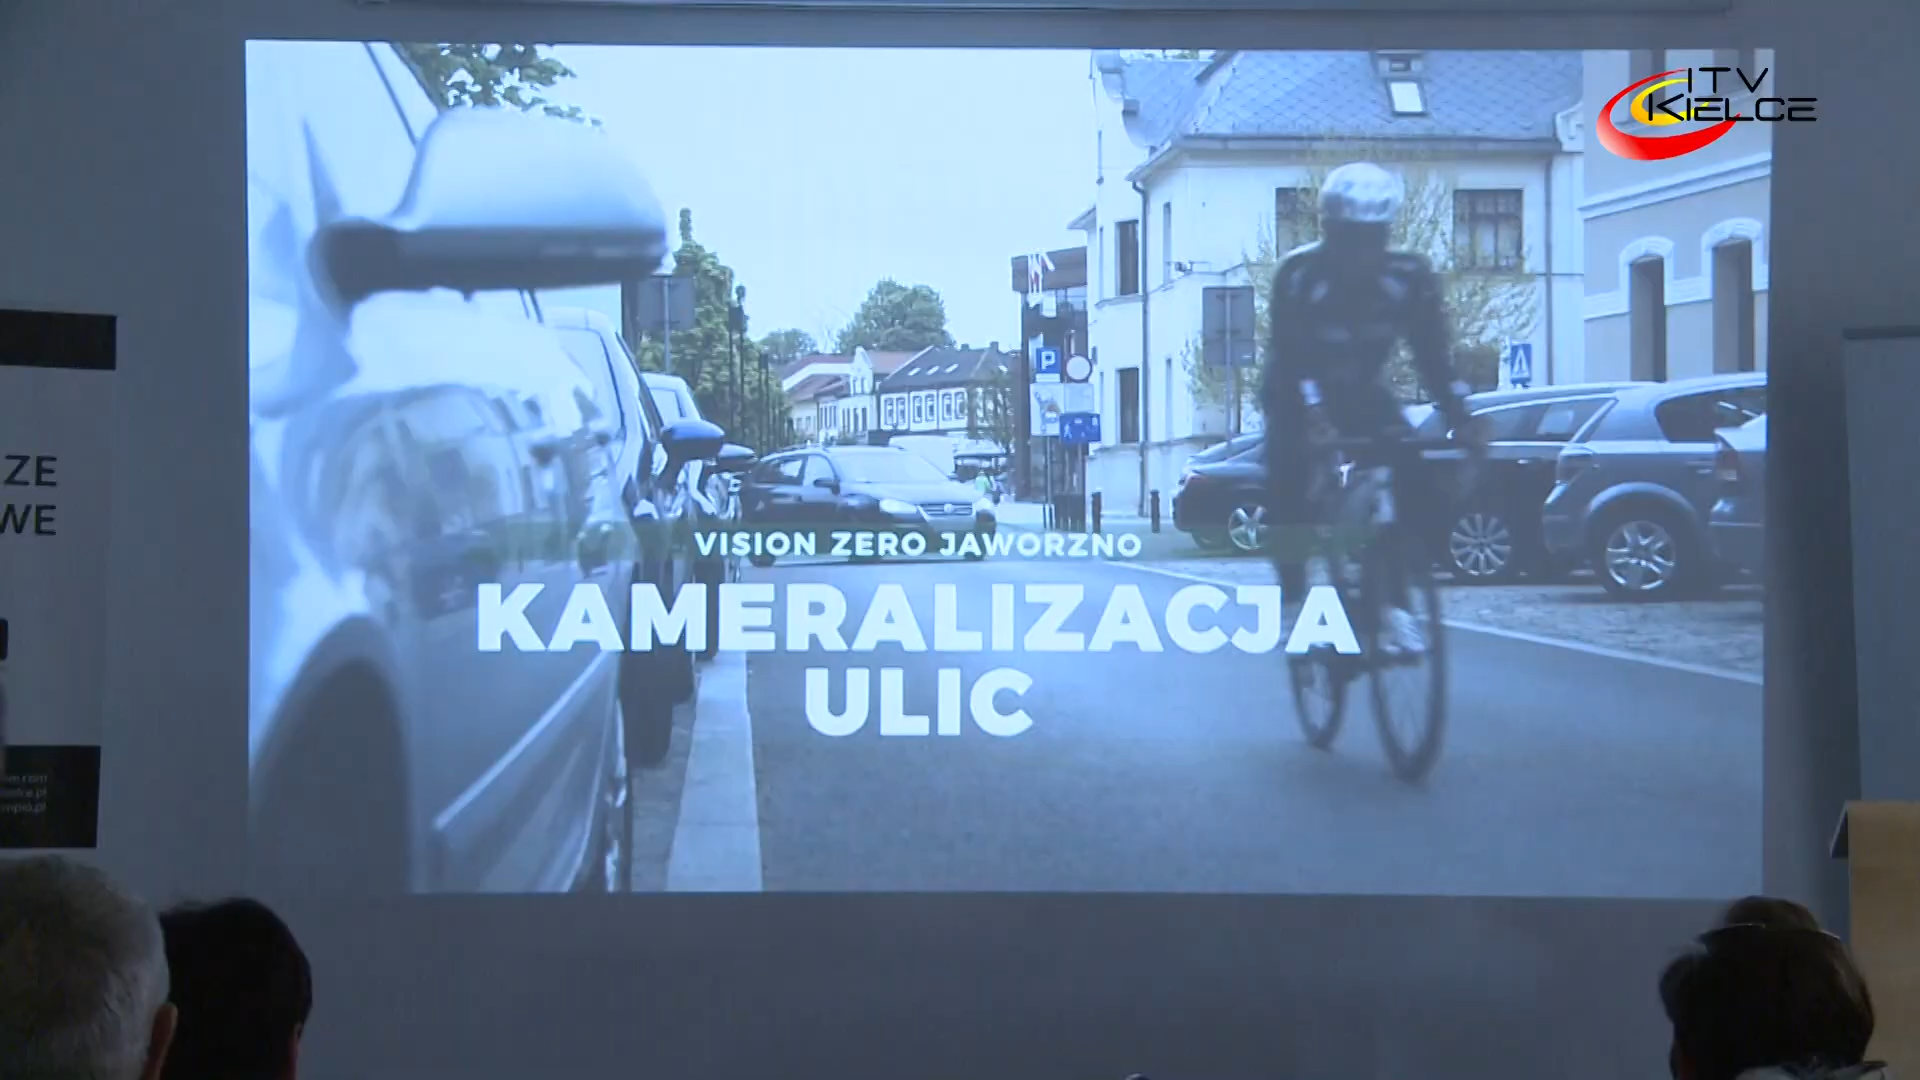 ITV
KIELCE
ZE
WE
P
VISION ZERO JAWORZNO
KAMERALIZACJA
ULIC